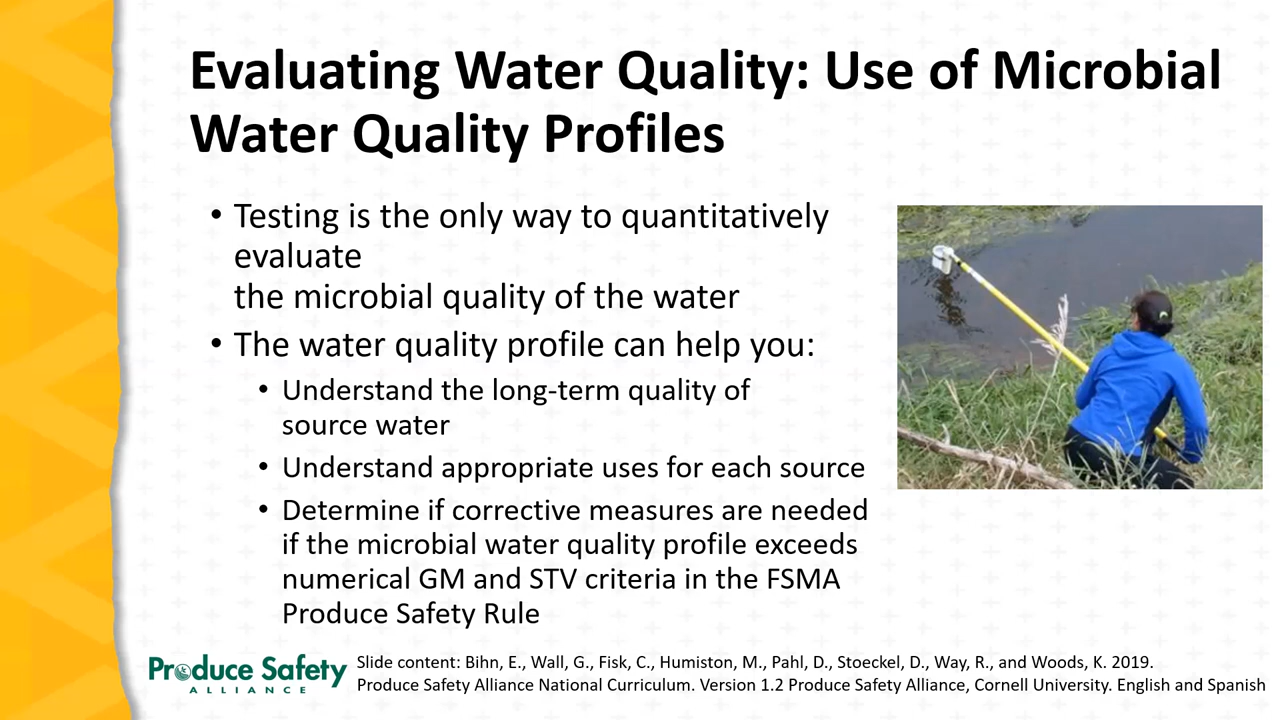 Evaluating Water Quality: Use of Microbial
Water Quality Profiles
• Testing is the only way to quantitatively
evaluate
the microbial quality of the water
• The water quality profile can help you:
• Understand the long-term quality of
source water
• Understand appropriate uses for each source
• Determine if corrective measures are needed
if the microbial water quality profile exceeds
numerical GM and STV criteria in the FSMA
Produce Safety Rule
Produce Safety
ALLIANCE
Slide content: Bihn, E., Wall, G., Fisk, C., Humiston, M., Pahl, D., Stoeckel, D., Way, R., and Woods, K. 2019.
Produce Safety Alliance National Curriculum. Version 1.2 Produce Safety Alliance, Cornell University. English and Spanish